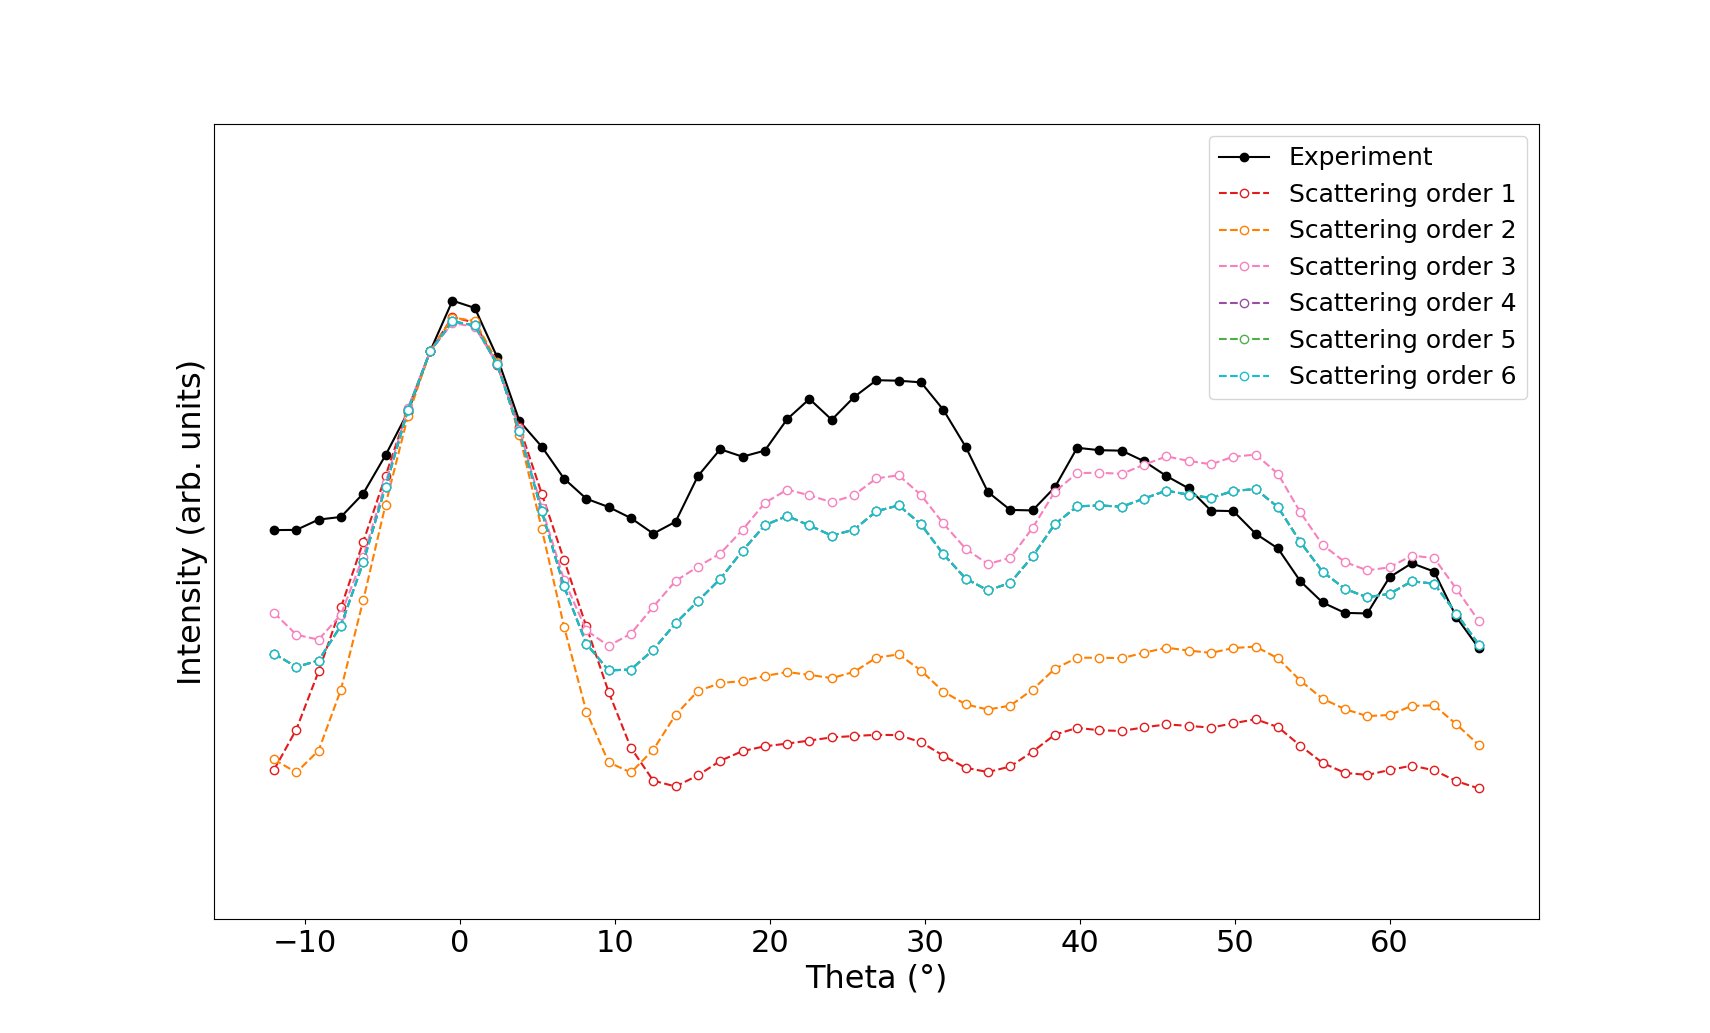 Experiment
Scattering order 1
Scattering order 2
Scattering order 3
Scattering order 4
Scattering order 5
Scattering order 6
Intensity (arb. units)
−10 0 10 20 30 40 50 60
Theta (°)